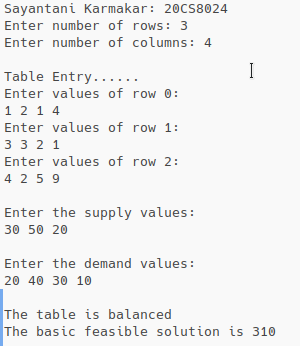 Sayantani Karmakar: 20CS8024
Enter number of rows: 3
Enter number of columns: 4
Table Entry......
Enter values of row 0:
1 2 1 4
Enter values of row 1:
3 3 2 1
Enter values of row 2:
4 2 5 9
Enter the supply values:
30 50 20
Enter the demand values:
20 40 30 10
The table is balanced
The basic feasible solution is 310